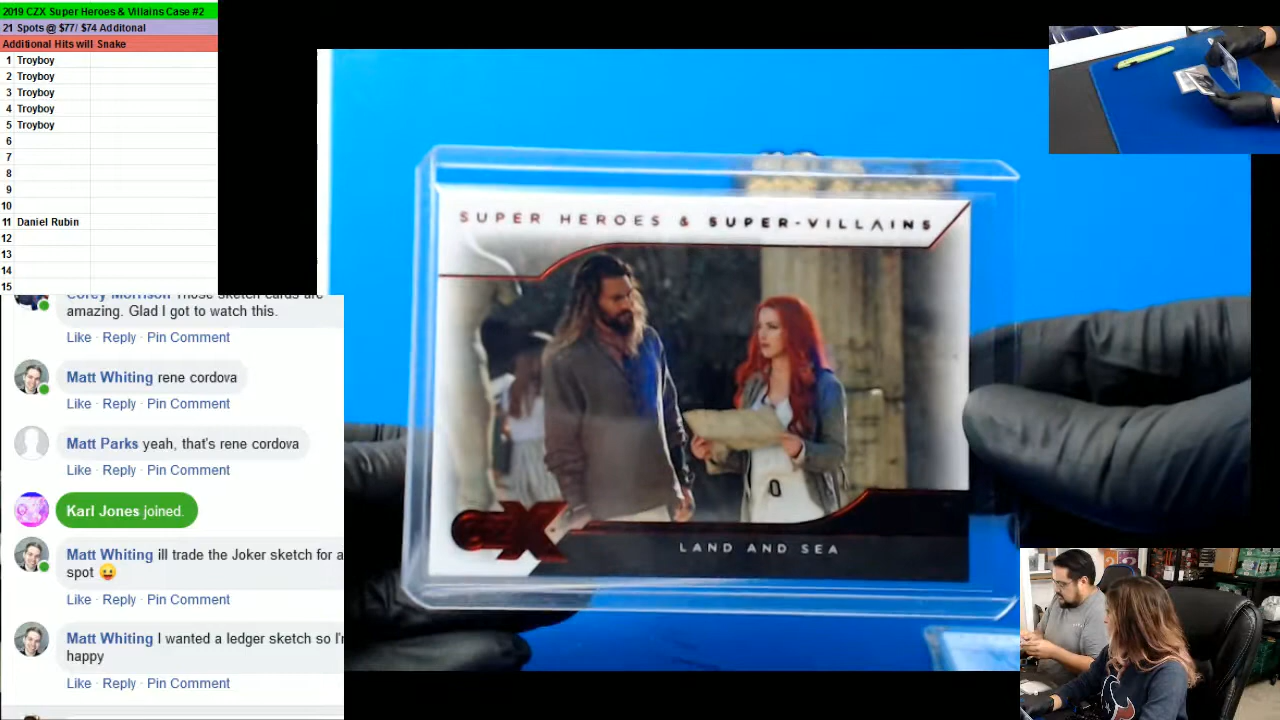 2019 CZX Super Heroes & Villains Case #2
21 Spots @ $77/ $74 Additonal
Additional Hits will Snake
1 Troyboy
2 Troyboy
3 Troyboy
4 Troyboy
5 Troyboy
6
7
8
9
10
11 Daniel Rubin
12
13
14
15
Corey Morrison Those sketch cards are
amazing. Glad I got to watch this.
Like · Reply · Pin Comment
Matt Whiting rene cordova
Like · Reply · Pin Comment
Matt Parks yeah, that's rene cordova
Like · Reply · Pin Comment
Karl Jones joined.
Matt Whiting ill trade the Joker sketch for a
spot 😛
Like · Reply · Pin Comment
Matt Whiting I wanted a ledger sketch so I'm
happy
Like · Reply · Pin Comment
SUPER HEROES & SUPER-VILLAINS
CZX
LAND AND SEA